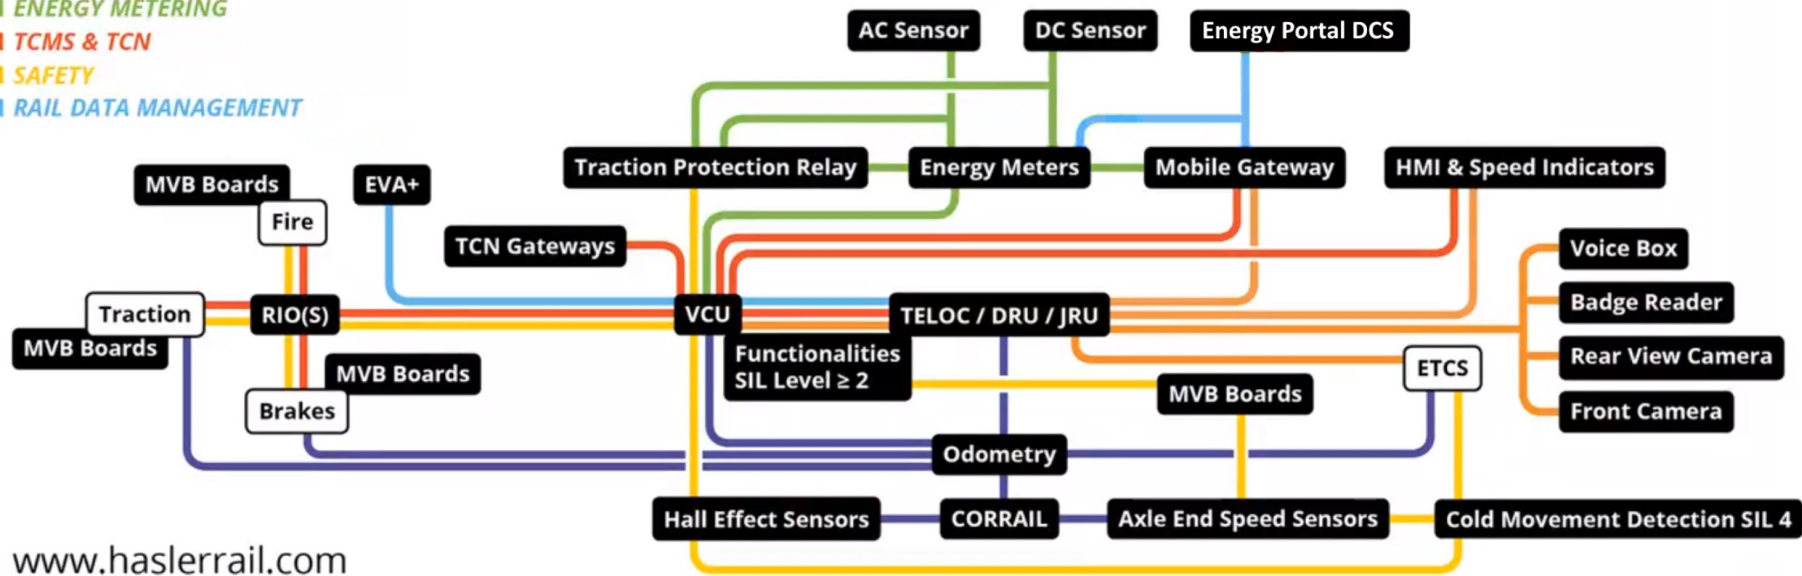 ENERGY METERING
TCMS & TCN
SAFETY
RAIL DATA MANAGEMENT
AC Sensor
DC Sensor
Energy Portal DCS
Traction Protection Relay
Energy Meters
Mobile Gateway
HMI & Speed Indicators
MVB Boards
EVA+
Fire
TCN Gateways
Voice Box
Traction
RIO(S)
VCU
TELOC / DRU / JRU
Badge Reader
MVB Boards
Functionalities
SIL Level ≥ 2
Rear View Camera
MVB Boards
ETCS
MVB Boards
Brakes
Front Camera
Odometry
Hall Effect Sensors
CORRAIL
Axle End Speed Sensors
Cold Movement Detection SIL 4
www.haslerrail.com